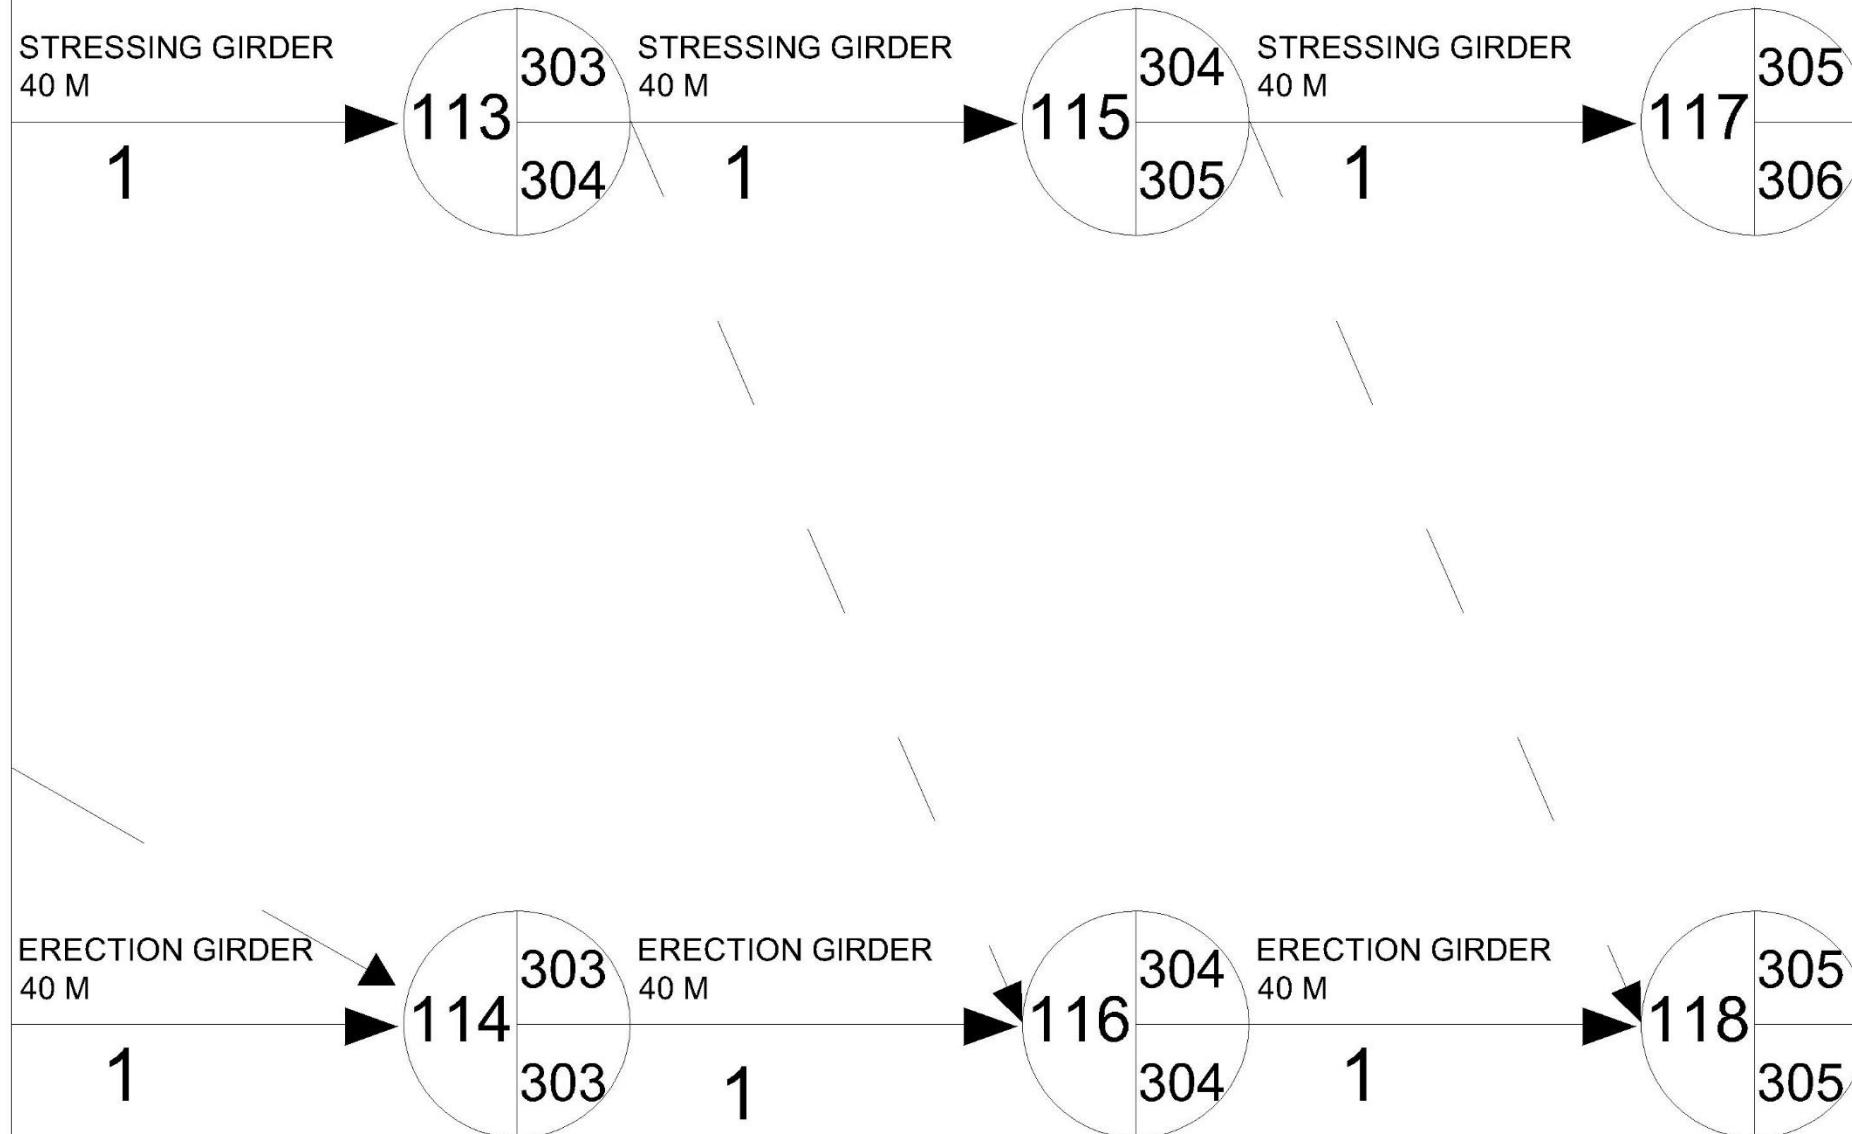 STRESSING GIRDER
40 M
1
113
303
304
STRESSING GIRDER
40 M
1
115
304
305
STRESSING GIRDER
40 M
1
117
305
306
ERECTION GIRDER
40 M
1
114
303
303
ERECTION GIRDER
40 M
1
116
304
304
ERECTION GIRDER
40 M
1
118
305
305